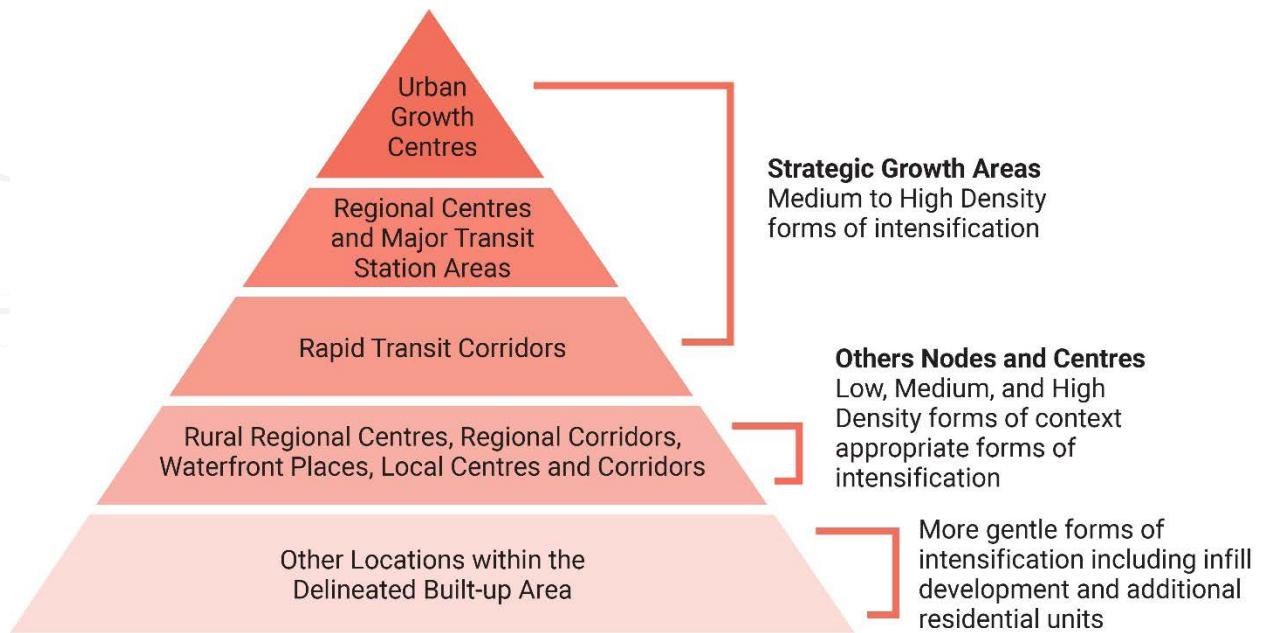 Urban
Growth
Centres
Strategic Growth Areas
Medium to High Density
forms of intensification
Regional Centres
and Major Transit
Station Areas
Rapid Transit Corridors
Others Nodes and Centres
Low, Medium, and High
Density forms of context
appropriate forms of
intensification
Rural Regional Centres, Regional Corridors,
Waterfront Places, Local Centres and Corridors
Other Locations within the
Delineated Built-up Area
More gentle forms of
intensification including infill
development and additional
residential units